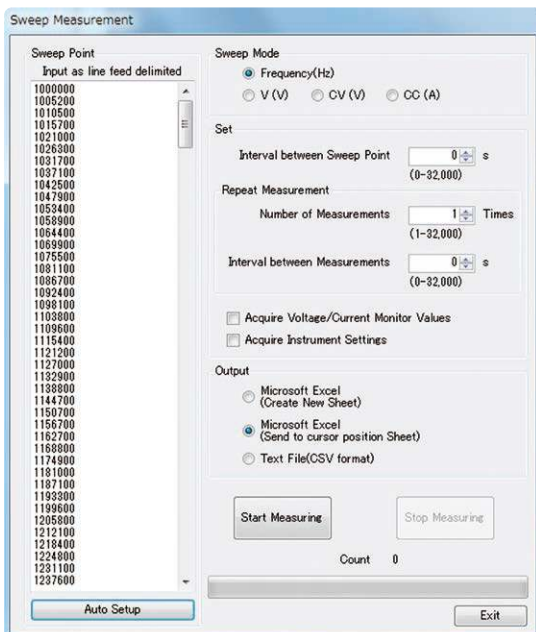 Sweep Measurement
Sweep Point
Input as line feed delimited
1000000
1005200
1010500
1015700
1021000
1026300
1031700
1037100
1042500
1047900
1053400
1058900
1064400
1069900
1075500
1081100
1086700
1092400
1098100
1103800
1109600
1115400
1121200
1127000
1132900
1138800
1144700
1150700
1156700
1162700
1168800
1174900
1181000
1187100
1193300
1199600
1205800
1212100
1218400
1224800
1231100
1237600
Auto Setup
Sweep Mode
Frequency(Hz)
V (V) CV (V) CC (A)
Set
Interval between Sweep Point 0 s
(0-32,000)
Repeat Measurement
Number of Measurements 1 Times
(1-32,000)
Interval between Measurements 0 s
(0-32,000)
Acquire Voltage/Current Monitor Values
Acquire Instrument Settings
Output
Microsoft Excel
(Create New Sheet)
Microsoft Excel
(Send to cursor position Sheet)
Text File(CSV format)
Start Measuring Stop Measuring
Count 0
Exit